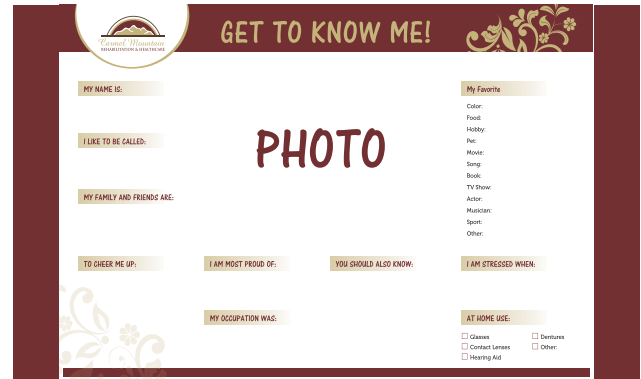 Carmel Mountain
REHABILITATION & HEALTHCARE
GET TO KNOW ME!
MY NAME IS:
I LIKE TO BE CALLED:
MY FAMILY AND FRIENDS ARE:
PHOTO
My Favorite
Color:
Food:
Hobby:
Pet:
Movie:
Song:
Book:
TV Show:
Actor:
Musician:
Sport:
Other:
TO CHEER ME UP:
I AM MOST PROUD OF:
YOU SHOULD ALSO KNOW:
I AM STRESSED WHEN:
MY OCCUPATION WAS:
AT HOME USE:
Glasses
Dentures
Contact Lenses
Other:
Hearing Aid